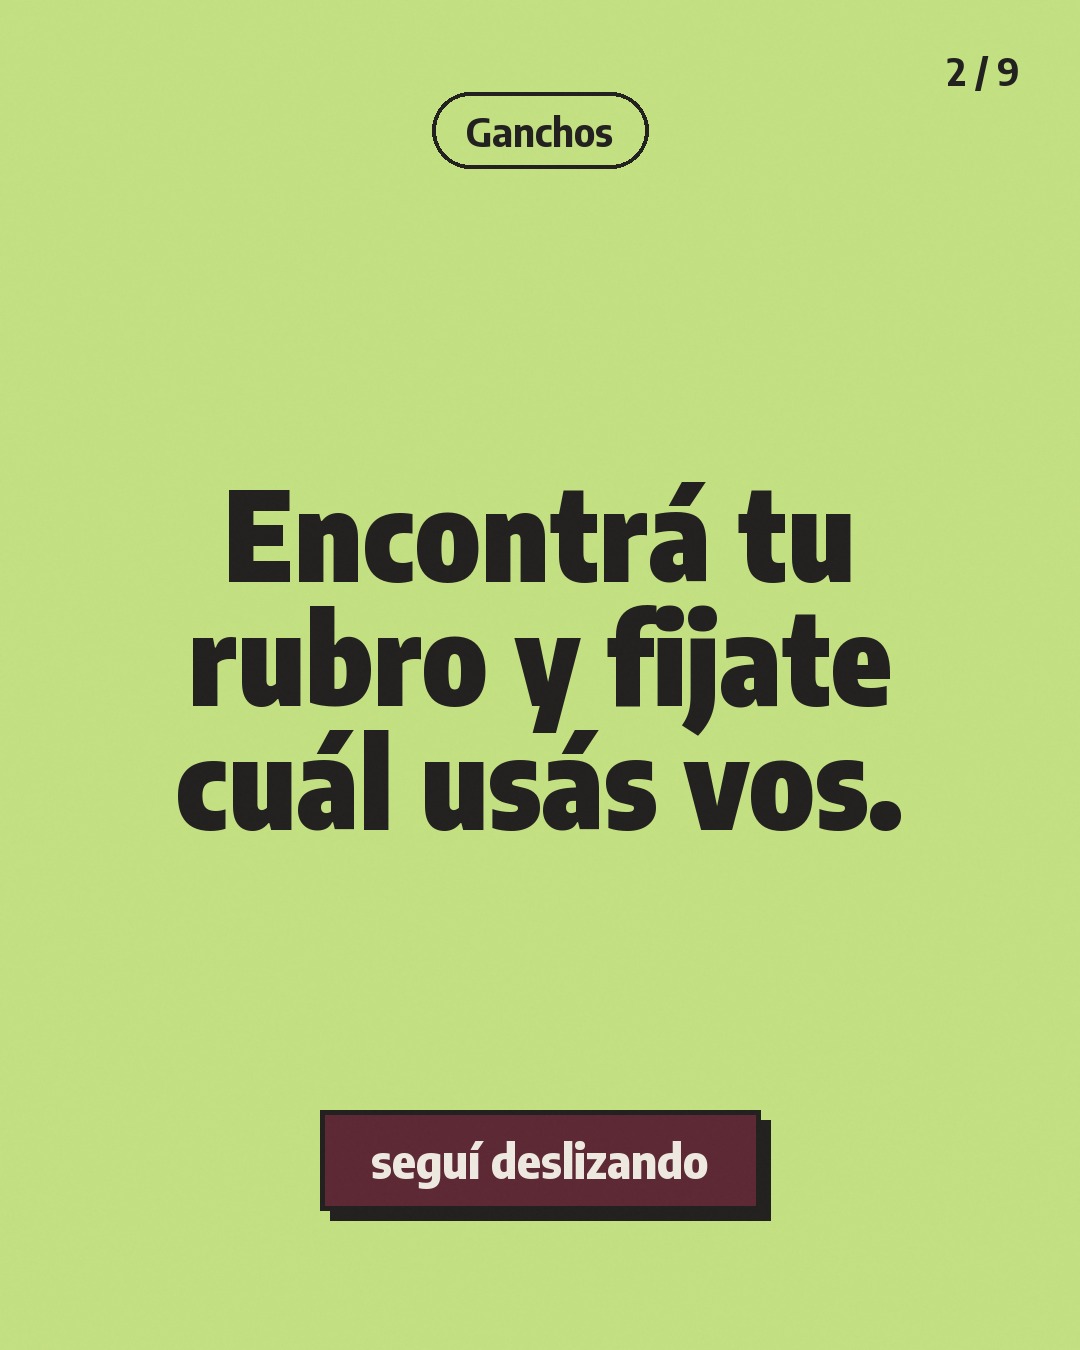 2 / 9
Ganchos
Encontrá tu
rubro y fijate
cuál usás vos.
seguí deslizando